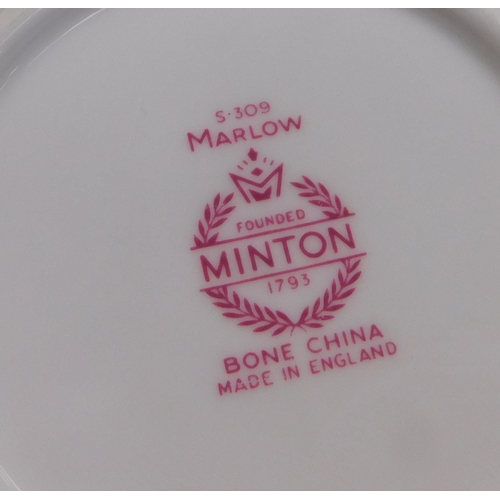 S·309
MARLOW
FOUNDED
MINTON
1793
BONE CHINA
MADE IN ENGLAND